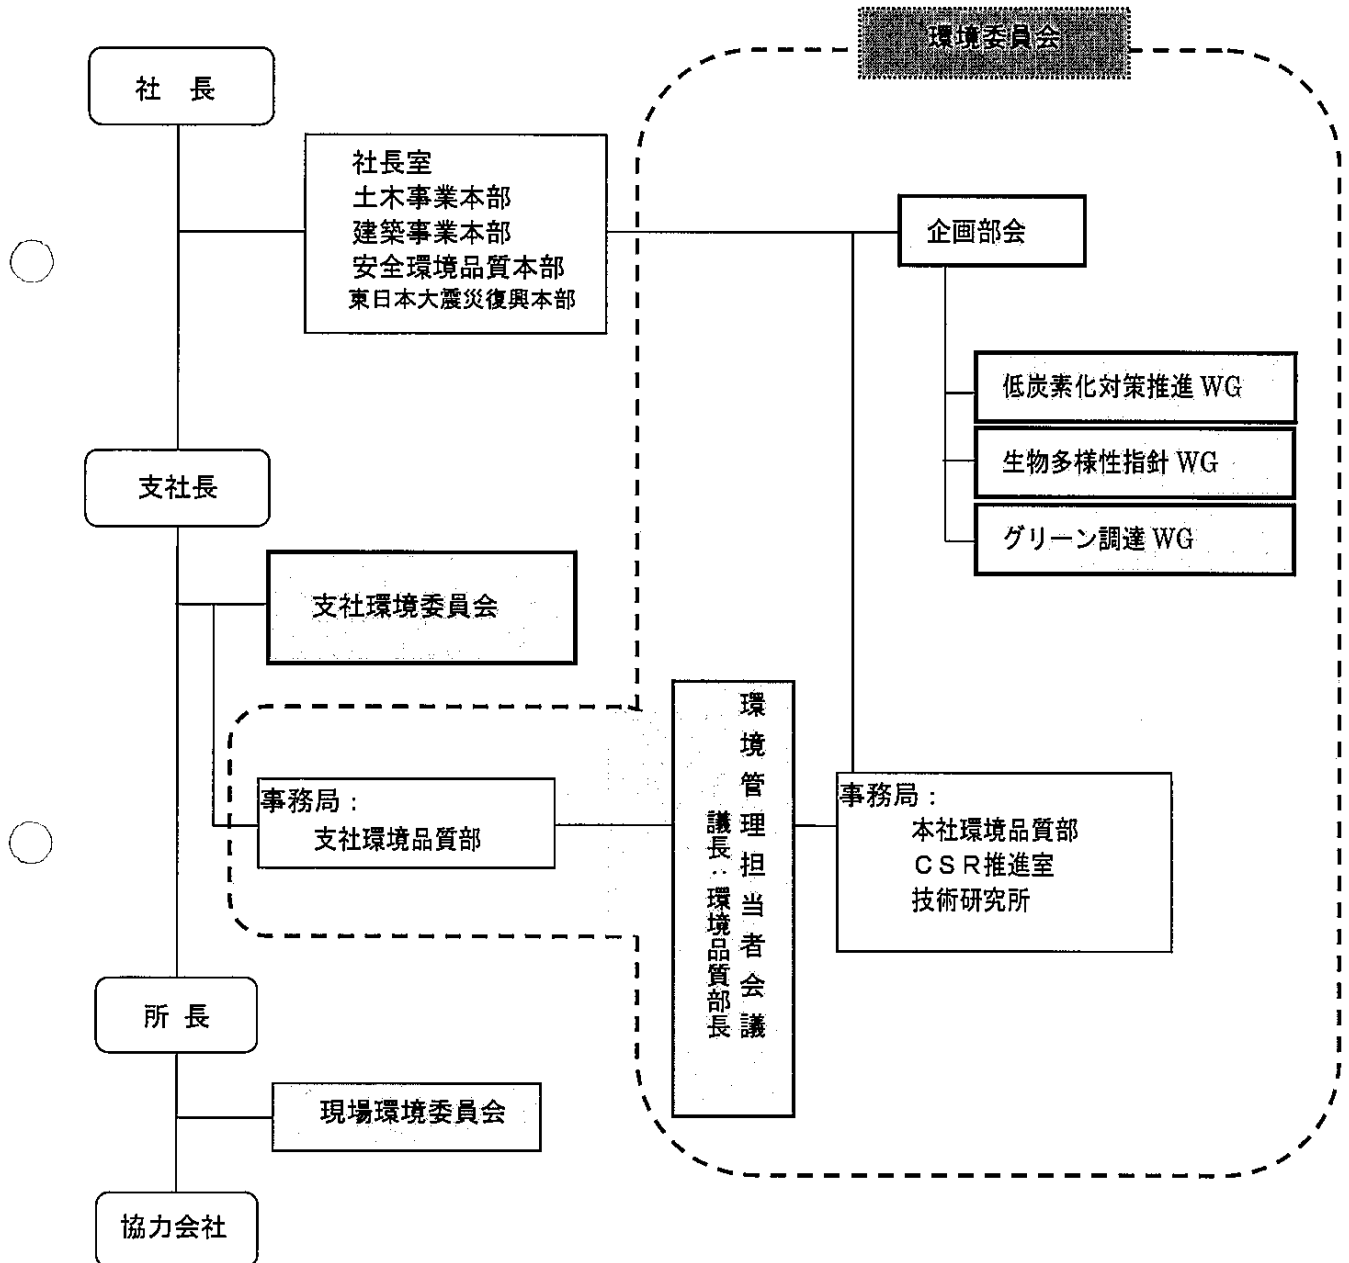 環境委員会
社 長
社長室
土木事業本部
建築事業本部
安全環境品質本部
東日本大震災復興本部
企画部会
低炭素化対策推進 WG
生物多様性指針 WG
グリーン調達 WG
支社長
支社環境委員会
事務局：
支社環境品質部
環境管理担当者会議
議長：環境品質部長
事務局：
本社環境品質部
ＣＳＲ推進室
技術研究所
所 長
現場環境委員会
協力会社